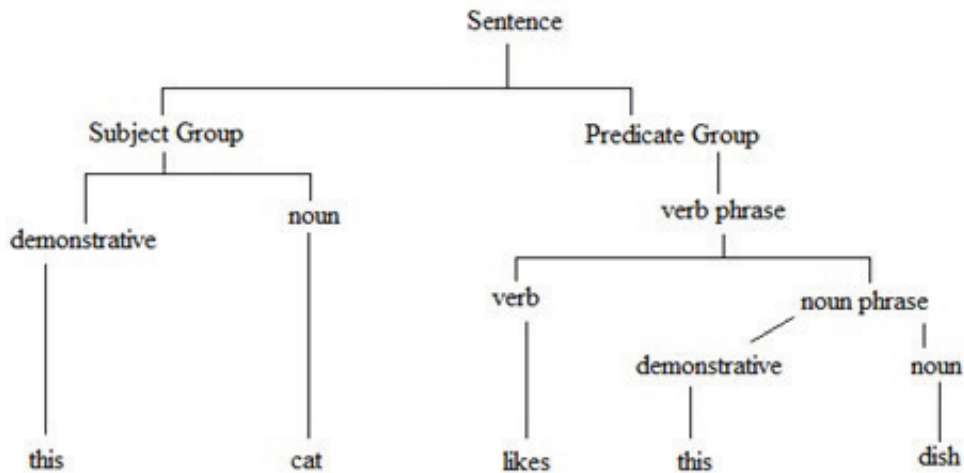 Sentence
Subject Group
Predicate Group
demonstrative
noun
verb phrase
verb
noun phrase
demonstrative
noun
this
cat
likes
this
dish